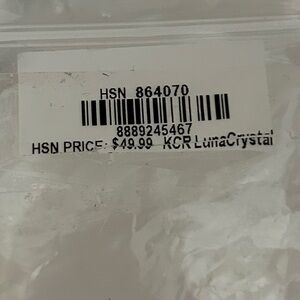 HSN 864070
8889245467
HSN PRICE: $49.99 KCR LunaCrystal